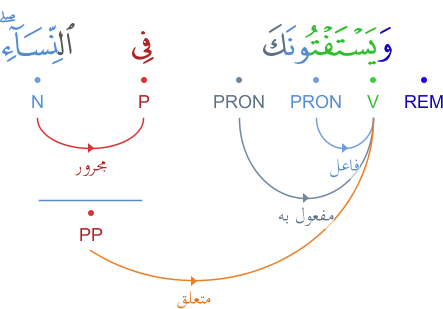 وَيَسْتَفْتُونَكَ فِى ٱلنِّسَآءِ ۖ
REM V PRON PRON P N
فاعل
مجرور
مفعول به
PP
متعلق